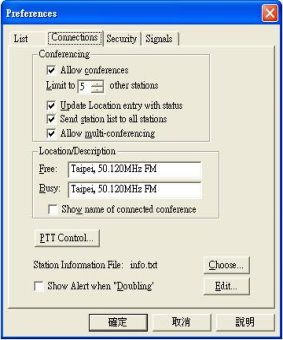 Preferences
List Connections Security Signals
Conferencing
Allow conferences
Limit to 5 other stations
Update Location entry with status
Send station list to all stations
Allow multi-conferencing
Location/Description
Free: Taipei, 50.120MHz FM
Busy: Taipei, 50.120MHz FM
Show name of connected conference
PTT Control...
Station Information File: info.txt Choose...
Show Alert when "Doubling" Edit...
確定 取消 說明